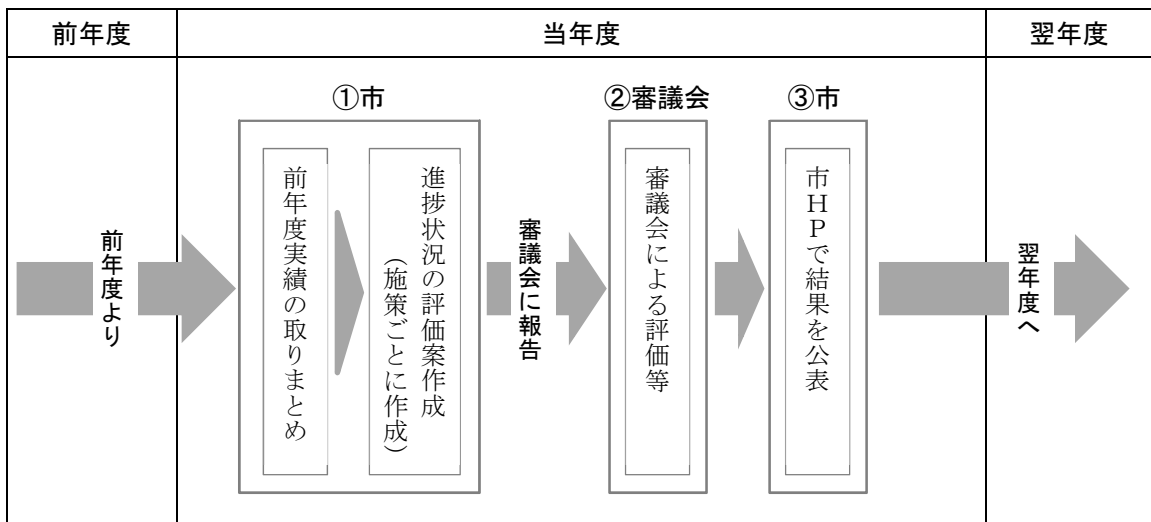 前年度
当年度
翌年度
①市
②審議会
③市
前年度より
前年度実績の取りまとめ
進捗状況の評価案作成
（施策ごとに作成）
審議会に報告
審議会による評価等
市ＨＰで結果を公表
翌年度へ